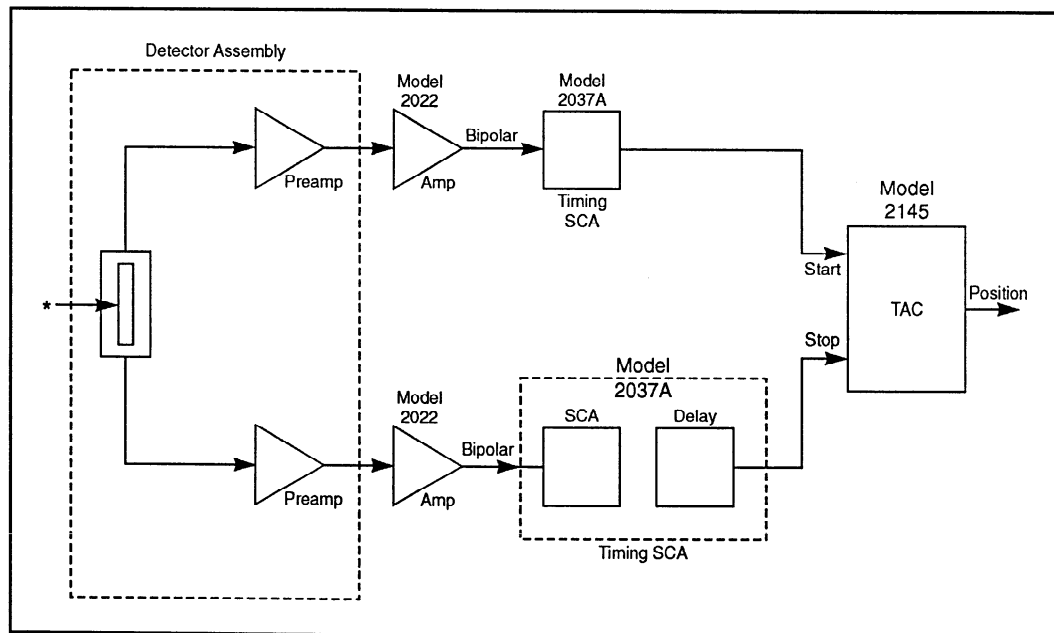 Detector Assembly
Model
2022
Model
2037A
Bipolar
Preamp
Amp
Timing
SCA
Model
2145
Start
*
TAC
Position
Stop
Model
2022
Model
2037A
SCA
Delay
Bipolar
Preamp
Amp
Timing SCA